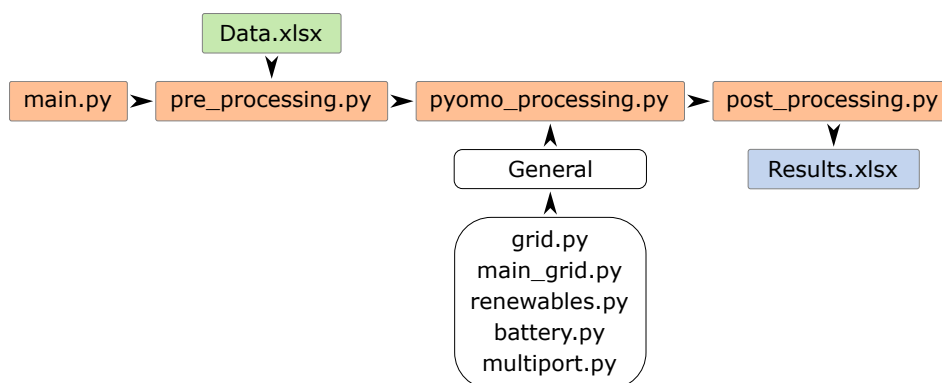 Data.xlsx
main.py
pre_processing.py
pyomo_processing.py
post_processing.py
General
Results.xlsx
grid.py
main_grid.py
renewables.py
battery.py
multiport.py